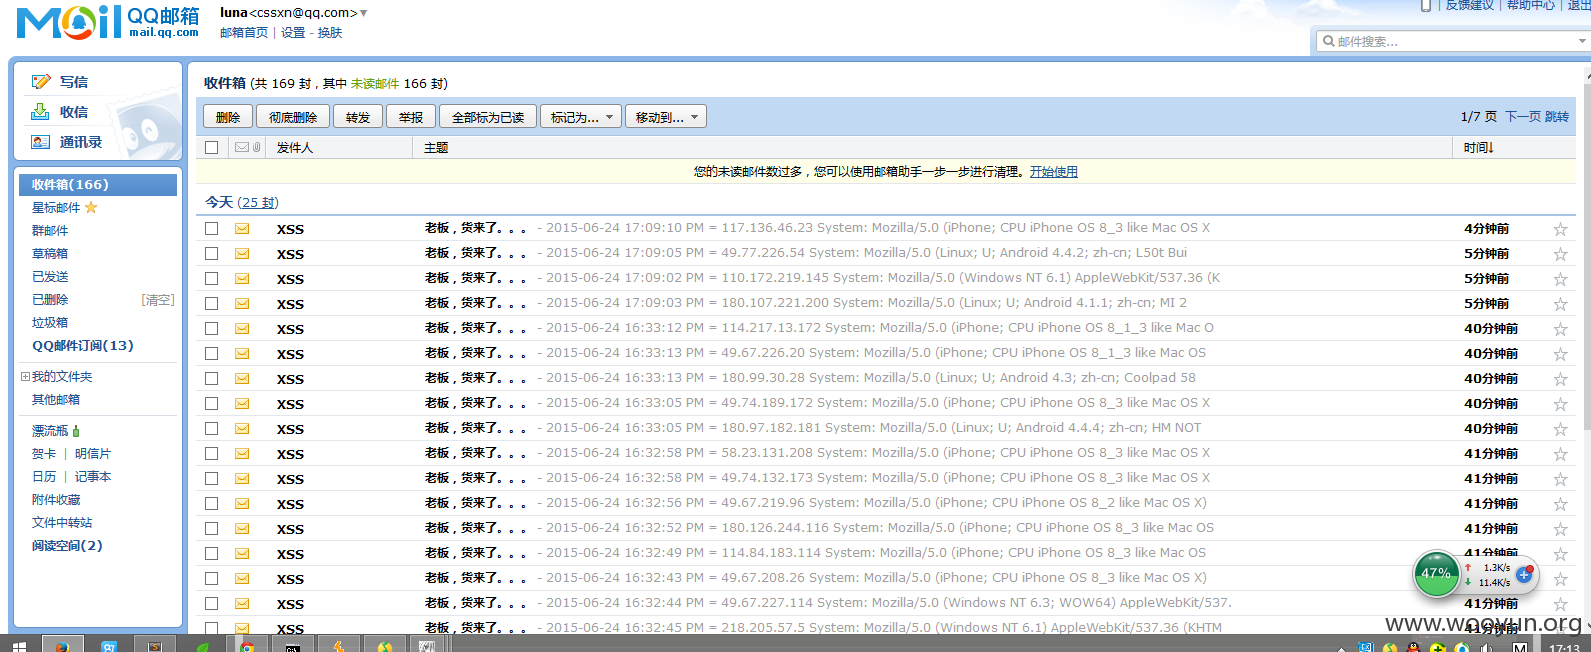 Mail QQ邮箱 mail.qq.com
luna<cssxn@qq.com>
邮箱首页 | 设置 - 换肤
| 反馈建议 | 帮助中心 | 退出
邮件搜索...
写信
收信
通讯录
收件箱(166)
星标邮件
群邮件
草稿箱
已发送
已删除 [清空]
垃圾箱
QQ邮件订阅(13)
我的文件夹
其他邮箱
漂流瓶
贺卡 | 明信片
日历 | 记事本
附件收藏
文件中转站
阅读空间(2)
收件箱 (共 169 封，其中 未读邮件 166 封)
删除 彻底删除 转发 举报 全部标为已读 标记为... 移动到... 1/7 页 下一页 跳转
发件人 主题 时间↓
您的未读邮件数过多，您可以使用邮箱助手一步一步进行清理。开始使用
今天 (25 封)
XSS 老板，货来了。。。 - 2015-06-24 17:09:10 PM = 117.136.46.23 System: Mozilla/5.0 (iPhone; CPU iPhone OS 8_3 like Mac OS X 4分钟前
XSS 老板，货来了。。。 - 2015-06-24 17:09:05 PM = 49.77.226.54 System: Mozilla/5.0 (Linux; U; Android 4.4.2; zh-cn; L50t Bui 5分钟前
XSS 老板，货来了。。。 - 2015-06-24 17:09:02 PM = 110.172.219.145 System: Mozilla/5.0 (Windows NT 6.1) AppleWebKit/537.36 (K 5分钟前
XSS 老板，货来了。。。 - 2015-06-24 17:09:03 PM = 180.107.221.200 System: Mozilla/5.0 (Linux; U; Android 4.1.1; zh-cn; MI 2 5分钟前
XSS 老板，货来了。。。 - 2015-06-24 16:33:12 PM = 114.217.13.172 System: Mozilla/5.0 (iPhone; CPU iPhone OS 8_1_3 like Mac O 40分钟前
XSS 老板，货来了。。。 - 2015-06-24 16:33:13 PM = 49.67.226.20 System: Mozilla/5.0 (iPhone; CPU iPhone OS 8_1_3 like Mac OS 40分钟前
XSS 老板，货来了。。。 - 2015-06-24 16:33:13 PM = 180.99.30.28 System: Mozilla/5.0 (Linux; U; Android 4.3; zh-cn; Coolpad 58 40分钟前
XSS 老板，货来了。。。 - 2015-06-24 16:33:05 PM = 49.74.189.172 System: Mozilla/5.0 (iPhone; CPU iPhone OS 8_3 like Mac OS X 40分钟前
XSS 老板，货来了。。。 - 2015-06-24 16:33:05 PM = 180.97.182.181 System: Mozilla/5.0 (Linux; U; Android 4.4.4; zh-cn; HM NOT 40分钟前
XSS 老板，货来了。。。 - 2015-06-24 16:32:58 PM = 58.23.131.208 System: Mozilla/5.0 (iPhone; CPU iPhone OS 8_3 like Mac OS X 41分钟前
XSS 老板，货来了。。。 - 2015-06-24 16:32:58 PM = 49.74.132.173 System: Mozilla/5.0 (iPhone; CPU iPhone OS 8_3 like Mac OS X 41分钟前
XSS 老板，货来了。。。 - 2015-06-24 16:32:56 PM = 49.67.219.96 System: Mozilla/5.0 (iPhone; CPU iPhone OS 8_2 like Mac OS X) 41分钟前
XSS 老板，货来了。。。 - 2015-06-24 16:32:52 PM = 180.126.244.116 System: Mozilla/5.0 (iPhone; CPU iPhone OS 8_3 like Mac OS 41分钟前
XSS 老板，货来了。。。 - 2015-06-24 16:32:49 PM = 114.84.183.114 System: Mozilla/5.0 (iPhone; CPU iPhone OS 8_3 like Mac OS 41分钟前
XSS 老板，货来了。。。 - 2015-06-24 16:32:43 PM = 49.67.208.26 System: Mozilla/5.0 (iPhone; CPU iPhone OS 8_3 like Mac OS X)
XSS 老板，货来了。。。 - 2015-06-24 16:32:44 PM = 49.67.227.114 System: Mozilla/5.0 (Windows NT 6.3; WOW64) AppleWebKit/537. 41分钟前
XSS 老板，货来了。。。 - 2015-06-24 16:32:45 PM = 218.205.57.5 System: Mozilla/5.0 (Windows NT 6.1) AppleWebKit/537.36 (KHTM 41分钟前
47% 1.3K/s
11.4K/s
www.wooyun.org
17:13